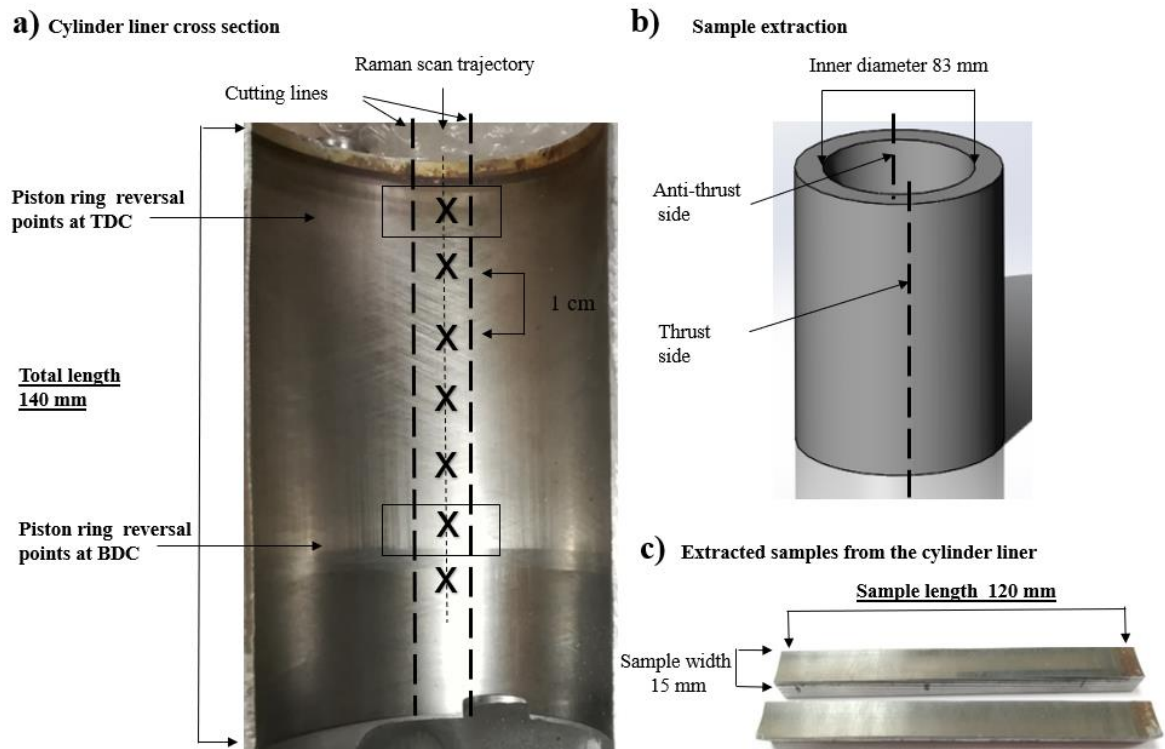 a) Cylinder liner cross section
Raman scan trajectory
Cutting lines
Piston ring reversal
points at TDC
X
X
1 cm
X
Total length
140 mm
X
X
Piston ring reversal
points at BDC
X
X
b) Sample extraction
Inner diameter 83 mm
Anti-thrust
side
Thrust
side
c) Extracted samples from the cylinder liner
Sample length 120 mm
Sample width
15 mm